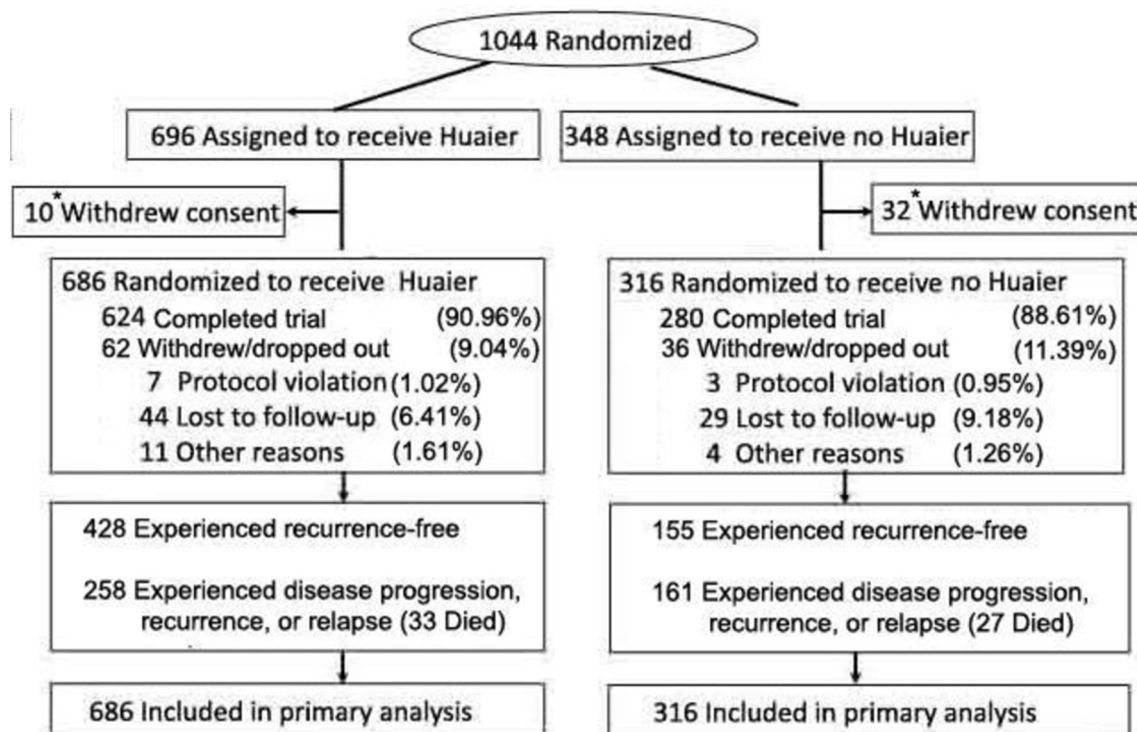 1044 Randomized
696 Assigned to receive Huaier
348 Assigned to receive no Huaier
10* Withdrew consent
32* Withdrew consent
686 Randomized to receive Huaier
624 Completed trial (90.96%)
62 Withdrew/dropped out (9.04%)
7 Protocol violation (1.02%)
44 Lost to follow-up (6.41%)
11 Other reasons (1.61%)
316 Randomized to receive no Huaier
280 Completed trial (88.61%)
36 Withdrew/dropped out (11.39%)
3 Protocol violation (0.95%)
29 Lost to follow-up (9.18%)
4 Other reasons (1.26%)
428 Experienced recurrence-free
258 Experienced disease progression,
recurrence, or relapse (33 Died)
155 Experienced recurrence-free
161 Experienced disease progression,
recurrence, or relapse (27 Died)
686 Included in primary analysis
316 Included in primary analysis